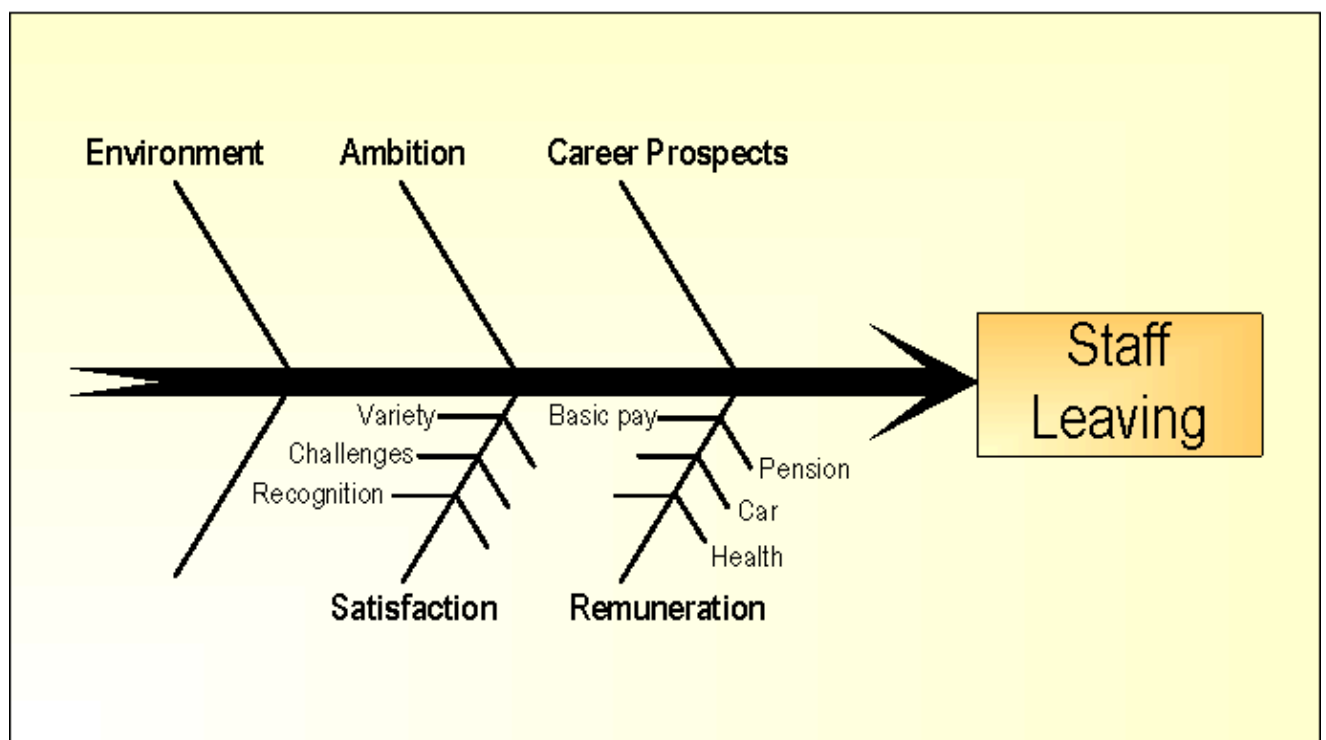 Environment
Ambition
Career Prospects
Staff
Leaving
Variety
Challenges
Recognition
Satisfaction
Basic pay
Pension
Car
Health
Remuneration